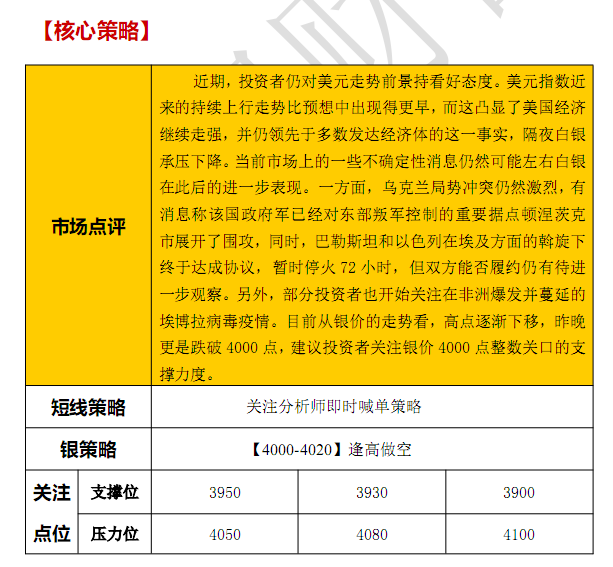 【核心策略】
近期，投资者仍对美元走势前景持看好态度。美元指数近
来的持续上行走势比预想中出现得更早，而这凸显了美国经济
继续走强，并仍领先于多数发达经济体的这一事实，隔夜白银
承压下降。当前市场上的一些不确定性消息仍然可能左右白银
在此后的进一步表现。一方面，乌克兰局势冲突仍然激烈，有
消息称该国政府军已经对东部叛军控制的重要据点顿涅茨克
市展开了围攻，同时，巴勒斯坦和以色列在埃及方面的斡旋下
终于达成协议，暂时停火 72 小时，但双方能否履约仍有待进
一步观察。另外，部分投资者也开始关注在非洲爆发并蔓延的
埃博拉病毒疫情。目前从银价的走势看，高点逐渐下移，昨晚
更是跌破 4000 点，建议投资者关注银价 4000 点整数关口的支
撑力度。
市场点评
短线策略 关注分析师即时喊单策略
银策略 【4000-4020】逢高做空
关注
点位
支撑位 3950 3930 3900
压力位 4050 4080 4100